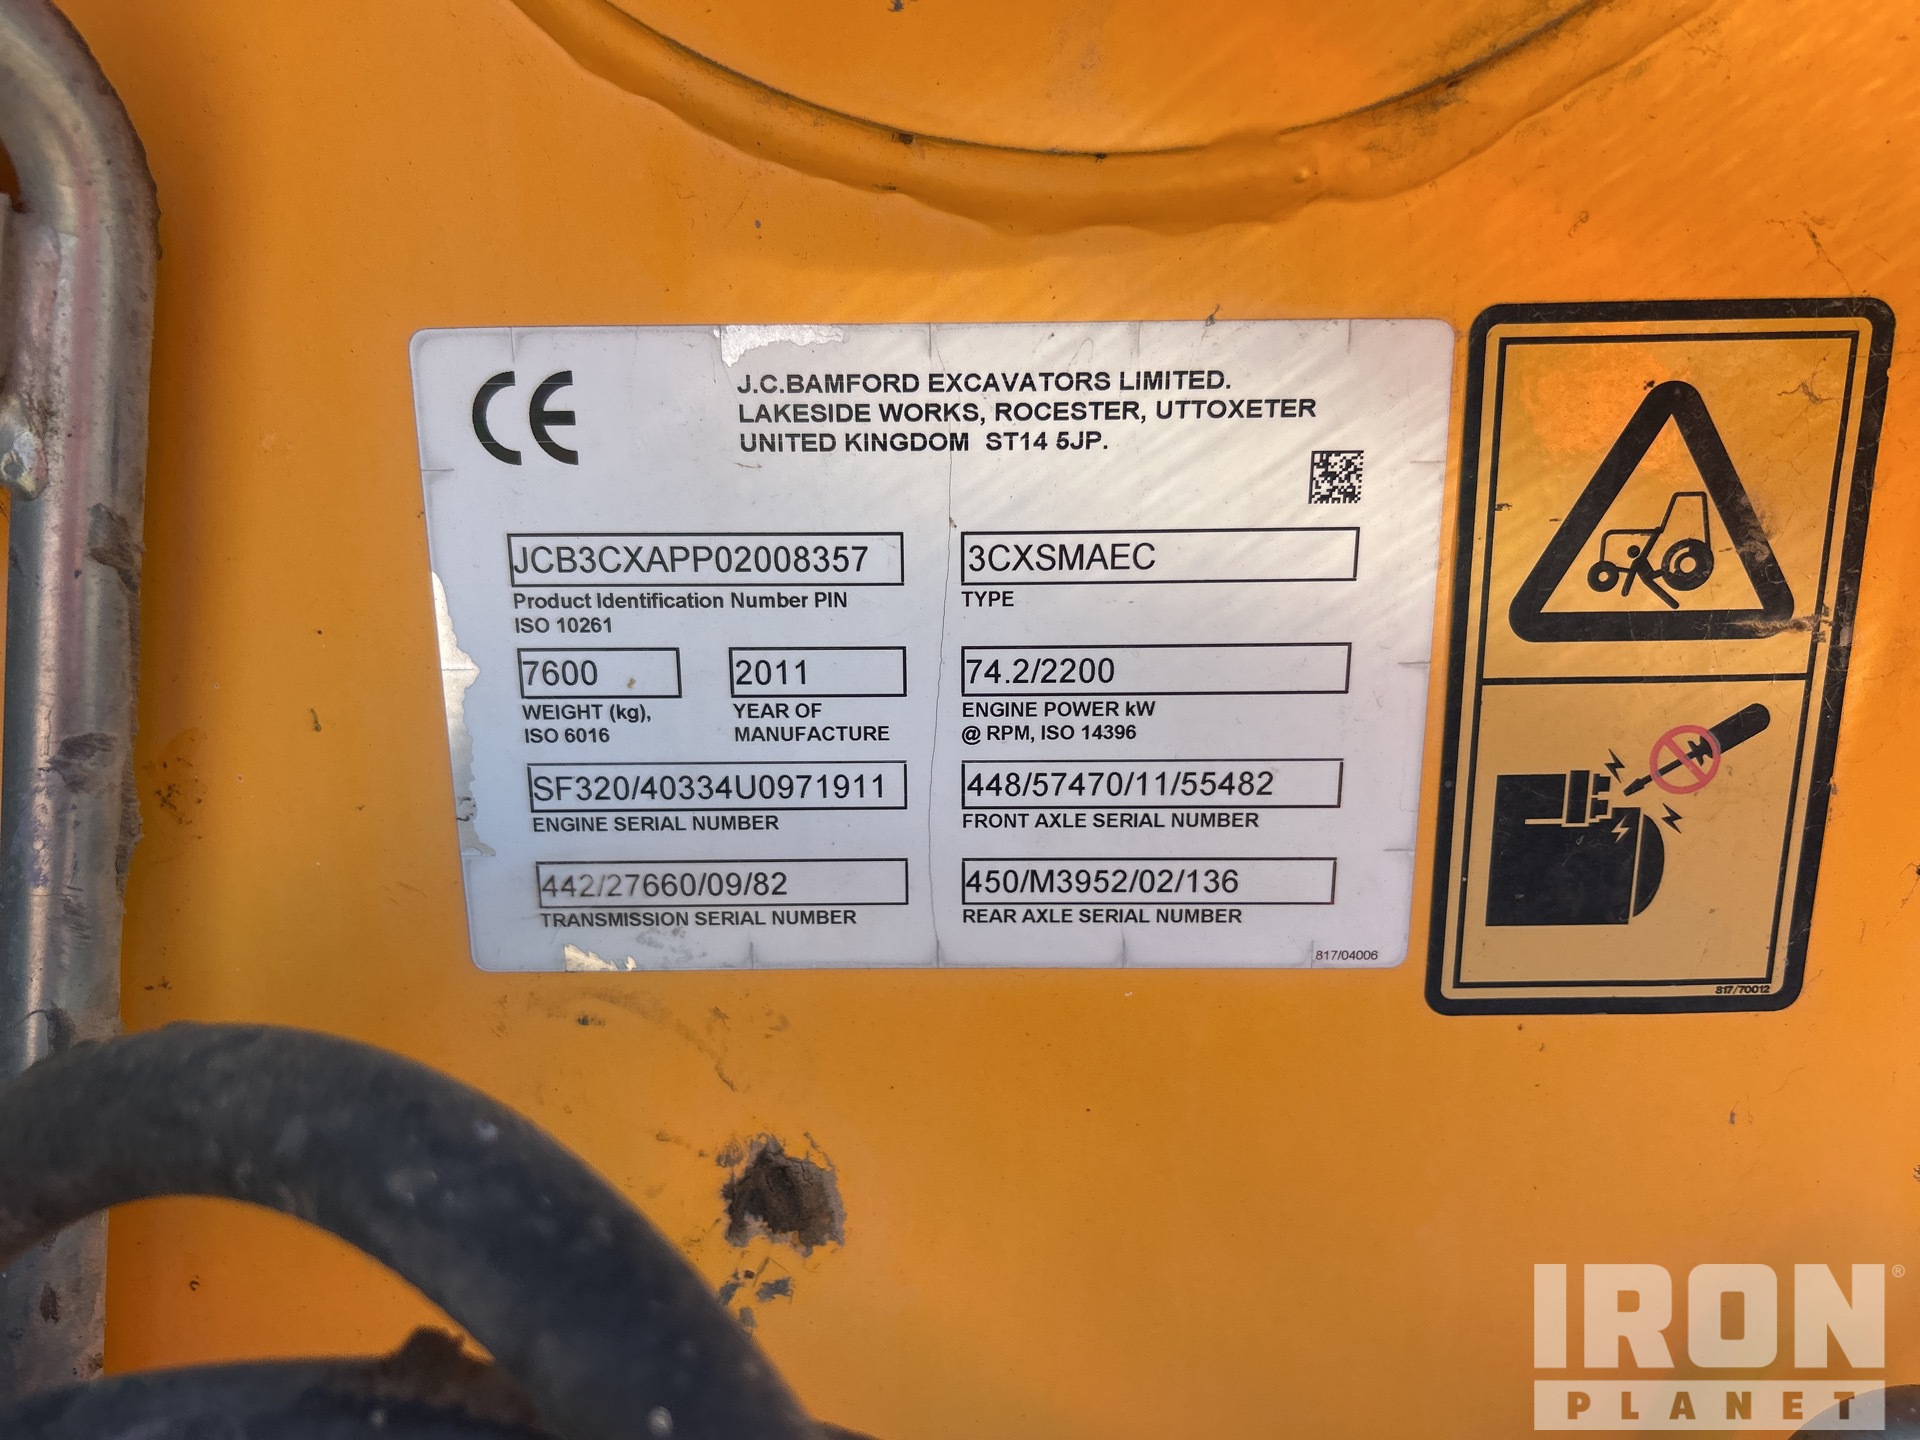 CE
J.C.BAMFORD EXCAVATORS LIMITED.
LAKESIDE WORKS, ROCESTER, UTTOXETER
UNITED KINGDOM ST14 5JP.
JCB3CXAPP02008357
Product Identification Number PIN
ISO 10261
3CXSMAEC
TYPE
7600
WEIGHT (kg),
ISO 6016
2011
YEAR OF
MANUFACTURE
74.2/2200
ENGINE POWER kW
@ RPM, ISO 14396
SF320/40334U0971911
ENGINE SERIAL NUMBER
448/57470/11/55482
FRONT AXLE SERIAL NUMBER
442/27660/09/82
TRANSMISSION SERIAL NUMBER
450/M3952/02/136
REAR AXLE SERIAL NUMBER
817/04006
817/70012
IRON
PLANET
®